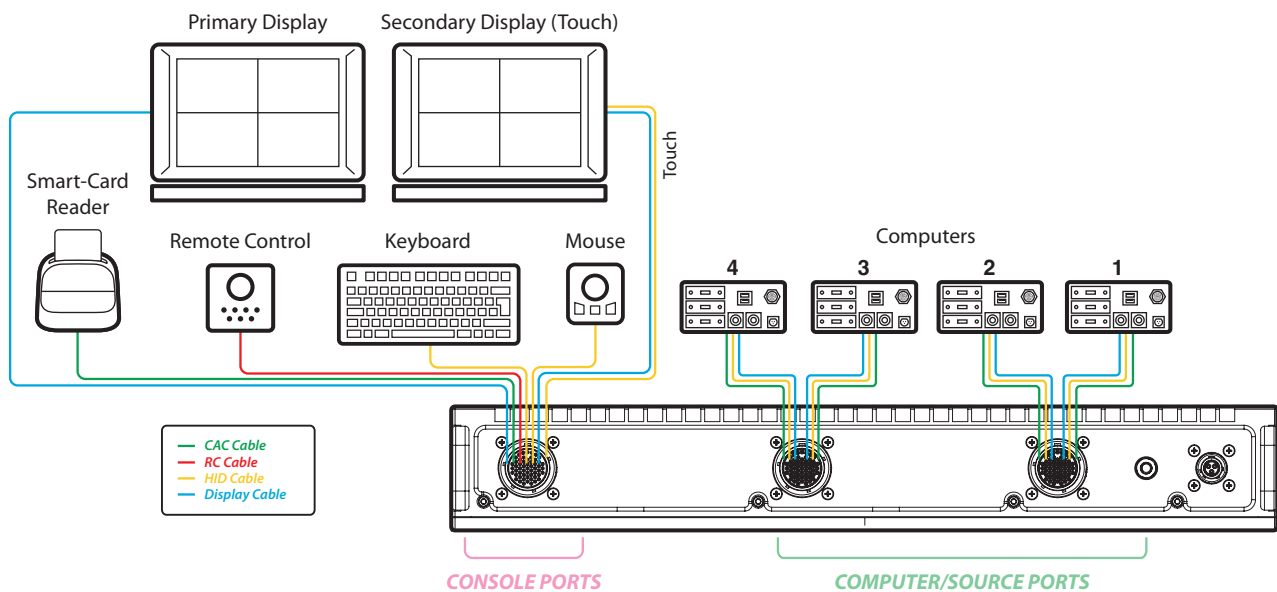 Primary Display
Secondary Display (Touch)
Touch
Smart-Card
Reader
Remote Control
Keyboard
Mouse
Computers
4
3
2
1
CAC Cable
RC Cable
HID Cable
Display Cable
CONSOLE PORTS
COMPUTER/SOURCE PORTS